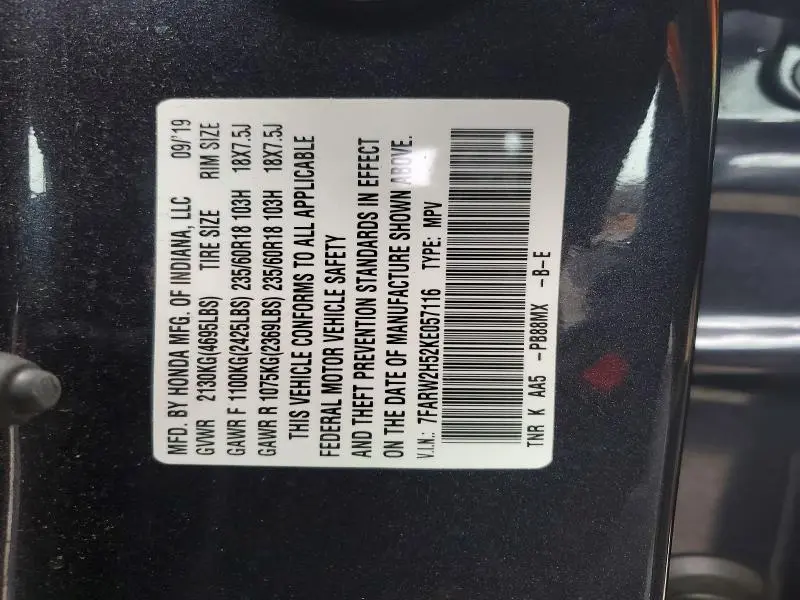 MFD. BY HONDA MFG. OF INDIANA, LLC 09/'19
GVWR 2130KG(4695LBS) TIRE SIZE RIM SIZE
GAWR F 1100KG(2425LBS) 235/60R18 103H 18X7.5J
GAWR R 1075KG(2369LBS) 235/60R18 103H 18X7.5J
THIS VEHICLE CONFORMS TO ALL APPLICABLE
FEDERAL MOTOR VEHICLE SAFETY
AND THEFT PREVENTION STANDARDS IN EFFECT
ON THE DATE OF MANUFACTURE SHOWN ABOVE.
V.I.N.: 7FARW2H52KE057116 TYPE: MPV
TNR K AA5 -PB88MX -B-E